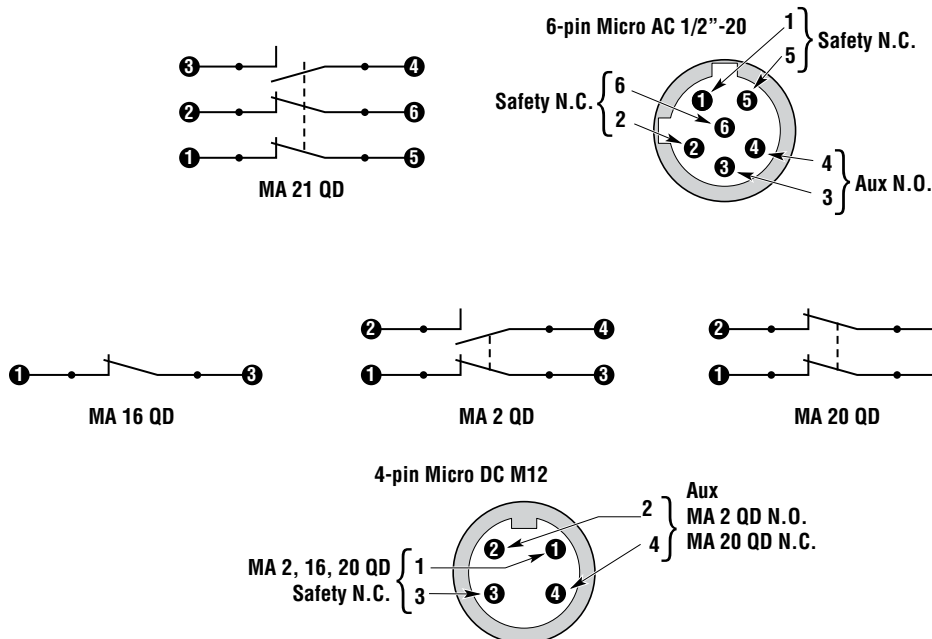 6-pin Micro AC 1/2”-20
3 4
2 6
1 5
MA 21 QD
1
5
Safety N.C.
Safety N.C.
6
2
1 5
6
2 4
3
4
3
Aux N.O.
1 3
MA 16 QD
2 4
1 3
MA 2 QD
2
1
MA 20 QD
4-pin Micro DC M12
MA 2, 16, 20 QD
Safety N.C.
1
3
2 1
3 4
2
4
Aux
MA 2 QD N.O.
MA 20 QD N.C.